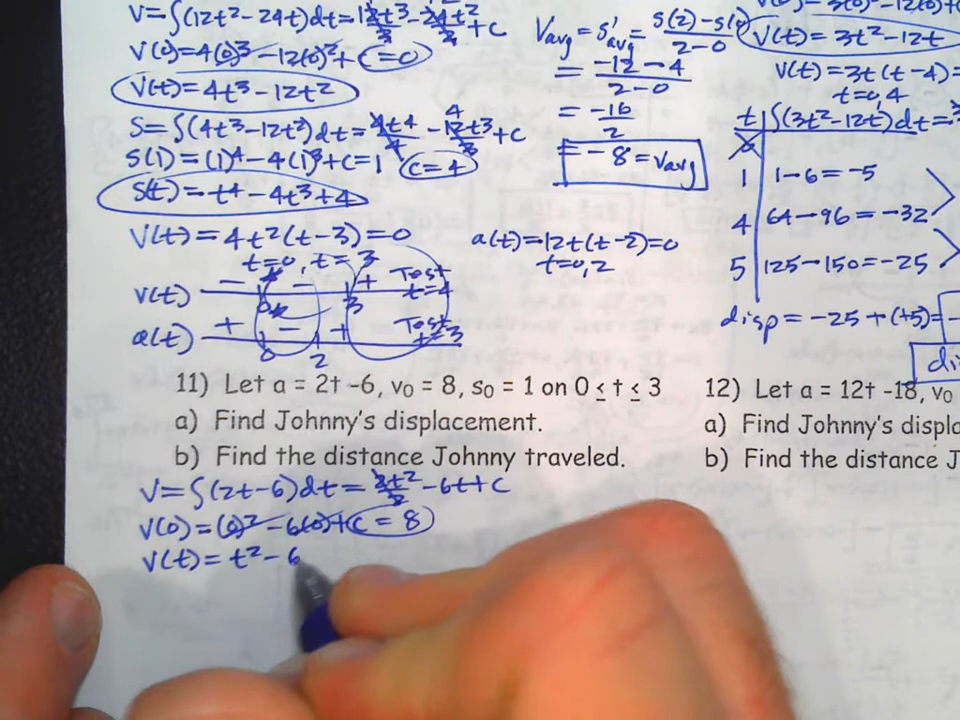 V=∫(12t²-24t)dt=12t³/3-24t²/2+C
V(0)=4(0)³-12(0)²+C=0
V(t)=4t³-12t²
S=∫(4t³-12t²)dt=4t⁴/4-12t³/3+C
4
S(1)=(1)⁴-4(1)³+C=1 C=4
S(t)=t⁴-4t³+4
V(t)=4t²(t-3)=0
t=0, t=3
V(t) - - + Test t=4
0 3
a(t) + - + Test t=3
0 2
Vavg=S'avg=S(2)-S(0)/2-0
=-12-4/2-0
=-16/2
=-8=Vavg
a(t)=12t(t-2)=0
t=0,2
V(t)=3t²-12t
V(t)=3t(t-4)=
t=0,4
t ∫(3t²-12t)dt=
1 1-6=-5
4 64-96=-32
5 125-150=-25
disp=-25+(+5)=
di
11) Let a = 2t -6, v₀ = 8, s₀ = 1 on 0 ≤ t ≤ 3
a) Find Johnny's displacement.
b) Find the distance Johnny traveled.
V=∫(2t-6)dt=2t²/2-6t+C
V(0)=(0)²-6(0)+C=8
V(t)=t²-6
12) Let a = 12t -18, v₀
a) Find Johnny's displa
b) Find the distance J